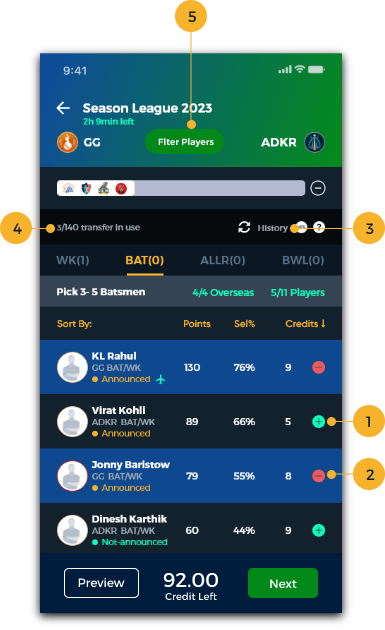 5
9:41
Season League 2023
2h 9min left
GG
Flter Players
ADKR
4
3/140 transfer in use
History
?
3
WK(1) BAT(0) ALLR(0) BWL(0)
Pick 3- 5 Batsmen 4/4 Overseas 5/11 Players
Sort By: Points Sel% Credits ↓
KL Rahul
GG BAT/WK 130 76% 9
Announced
Virat Kohli
ADKR BAT/WK 89 66% 5
Announced
1
Jonny Baristow
GG BAT/WK 79 55% 8
Announced
2
Dinesh Karthik
ADKR BAT/WK 60 44% 9
Not-announced
Preview
92.00
Credit Left
Next